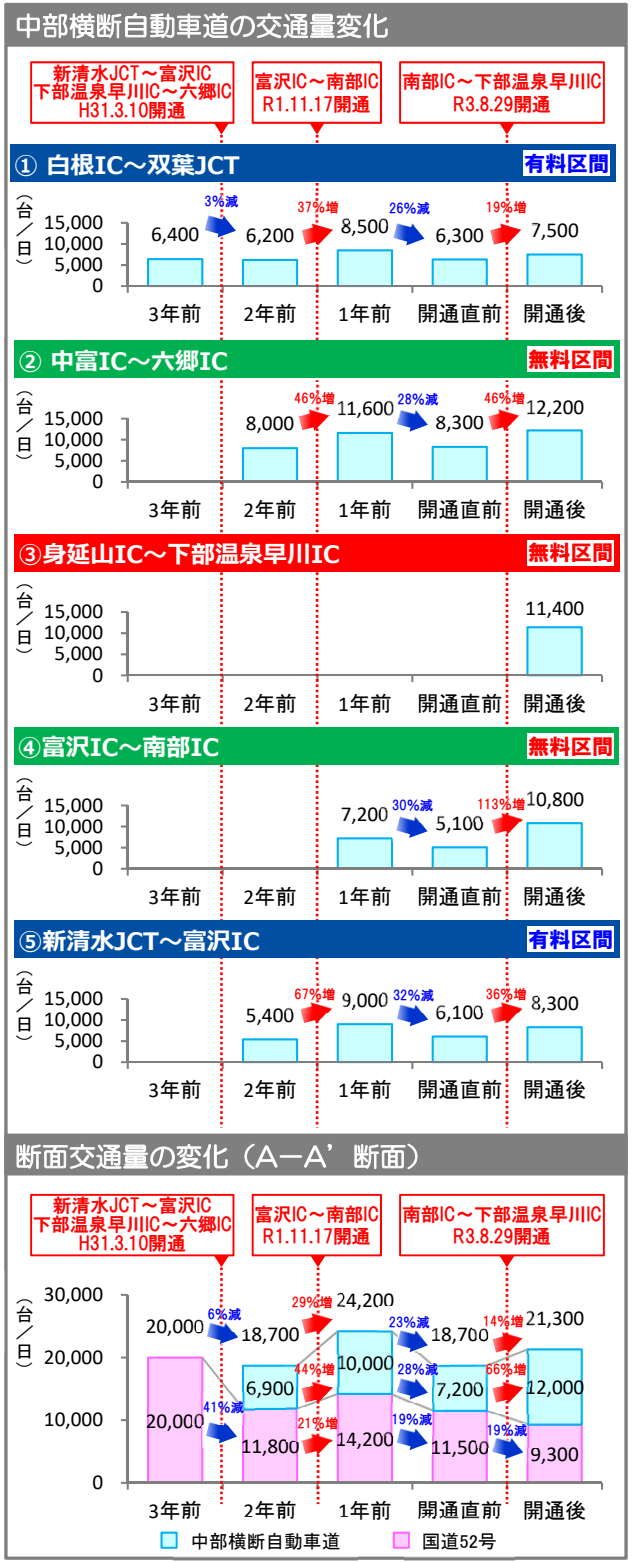 中部横断自動車道の交通量変化
新清水JCT～富沢IC
下部温泉早川IC～六郷IC
H31.3.10開通
富沢IC～南部IC
R1.11.17開通
南部IC～下部温泉早川IC
R3.8.29開通
① 白根IC～双葉JCT
有料区間
（台／日）
15,000
10,000
5,000
0
6,400
3%減
6,200
37%増
8,500
26%減
6,300
19%増
7,500
3年前
2年前
1年前
開通直前
開通後
② 中富IC～六郷IC
無料区間
（台／日）
15,000
10,000
5,000
0
8,000
46%増
11,600
28%減
8,300
46%増
12,200
3年前
2年前
1年前
開通直前
開通後
③身延山IC～下部温泉早川IC
無料区間
（台／日）
15,000
10,000
5,000
0
11,400
3年前
2年前
1年前
開通直前
開通後
④富沢IC～南部IC
無料区間
（台／日）
15,000
10,000
5,000
0
7,200
30%減
5,100
113%増
10,800
3年前
2年前
1年前
開通直前
開通後
⑤新清水JCT～富沢IC
有料区間
（台／日）
15,000
10,000
5,000
0
5,400
67%増
9,000
32%減
6,100
36%増
8,300
3年前
2年前
1年前
開通直前
開通後
断面交通量の変化（A－A’断面）
新清水JCT～富沢IC
下部温泉早川IC～六郷IC
H31.3.10開通
富沢IC～南部IC
R1.11.17開通
南部IC～下部温泉早川IC
R3.8.29開通
（台／日）
30,000
20,000
10,000
0
20,000
6%減
18,700
29%増
24,200
23%減
18,700
14%増
21,300
6,900
44%増
10,000
28%減
7,200
66%増
12,000
20,000
41%減
11,800
21%増
14,200
19%減
11,500
19%減
9,300
3年前
2年前
1年前
開通直前
開通後
中部横断自動車道
国道52号